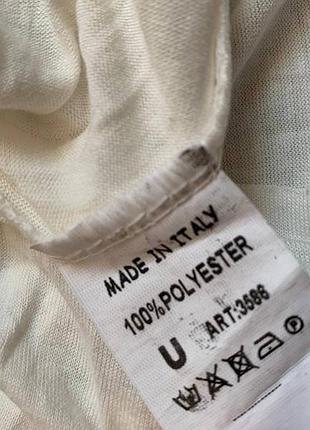 MADE IN ITALY
100%POLYESTER
U ART:3586